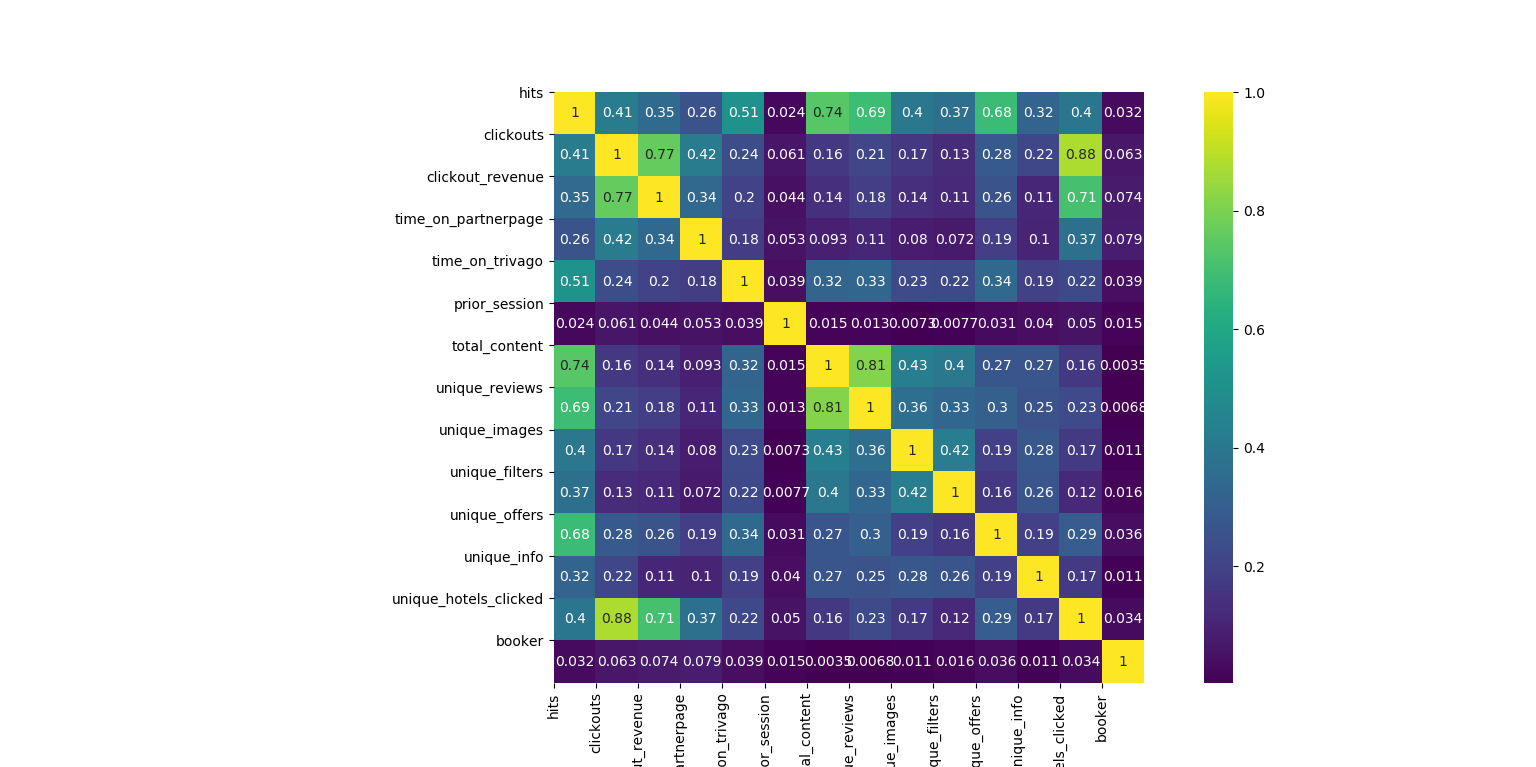 hits 1 0.41 0.35 0.26 0.51 0.024 0.74 0.69 0.4 0.37 0.68 0.32 0.4 0.032 1.0
clickouts 0.41 1 0.77 0.42 0.24 0.061 0.16 0.21 0.17 0.13 0.28 0.22 0.88 0.063
clickout_revenue 0.35 0.77 1 0.34 0.2 0.044 0.14 0.18 0.14 0.11 0.26 0.11 0.71 0.074
time_on_partnerpage 0.26 0.42 0.34 1 0.18 0.053 0.093 0.11 0.08 0.072 0.19 0.1 0.37 0.079 0.8
time_on_trivago 0.51 0.24 0.2 0.18 1 0.039 0.32 0.33 0.23 0.22 0.34 0.19 0.22 0.039
prior_session 0.024 0.061 0.044 0.053 0.039 1 0.015 0.013 0.0073 0.0077 0.031 0.04 0.05 0.015 0.6
total_content 0.74 0.16 0.14 0.093 0.32 0.015 1 0.81 0.43 0.4 0.27 0.27 0.16 0.0035
unique_reviews 0.69 0.21 0.18 0.11 0.33 0.013 0.81 1 0.36 0.33 0.3 0.25 0.23 0.0068
unique_images 0.4 0.17 0.14 0.08 0.23 0.0073 0.43 0.36 1 0.42 0.19 0.28 0.17 0.011 0.4
unique_filters 0.37 0.13 0.11 0.072 0.22 0.0077 0.4 0.33 0.42 1 0.16 0.26 0.12 0.016
unique_offers 0.68 0.28 0.26 0.19 0.34 0.031 0.27 0.3 0.19 0.16 1 0.19 0.29 0.036
unique_info 0.32 0.22 0.11 0.1 0.19 0.04 0.27 0.25 0.28 0.26 0.19 1 0.17 0.011 0.2
unique_hotels_clicked 0.4 0.88 0.71 0.37 0.22 0.05 0.16 0.23 0.17 0.12 0.29 0.17 1 0.034
booker 0.032 0.063 0.074 0.079 0.039 0.015 0.0035 0.0068 0.011 0.016 0.036 0.011 0.034 1
hits
clickouts
ut_revenue
artnerpage
on_trivago
or_session
al_content
ue_reviews
ue_images
que_filters
que_offers
nique_info
els_clicked
booker